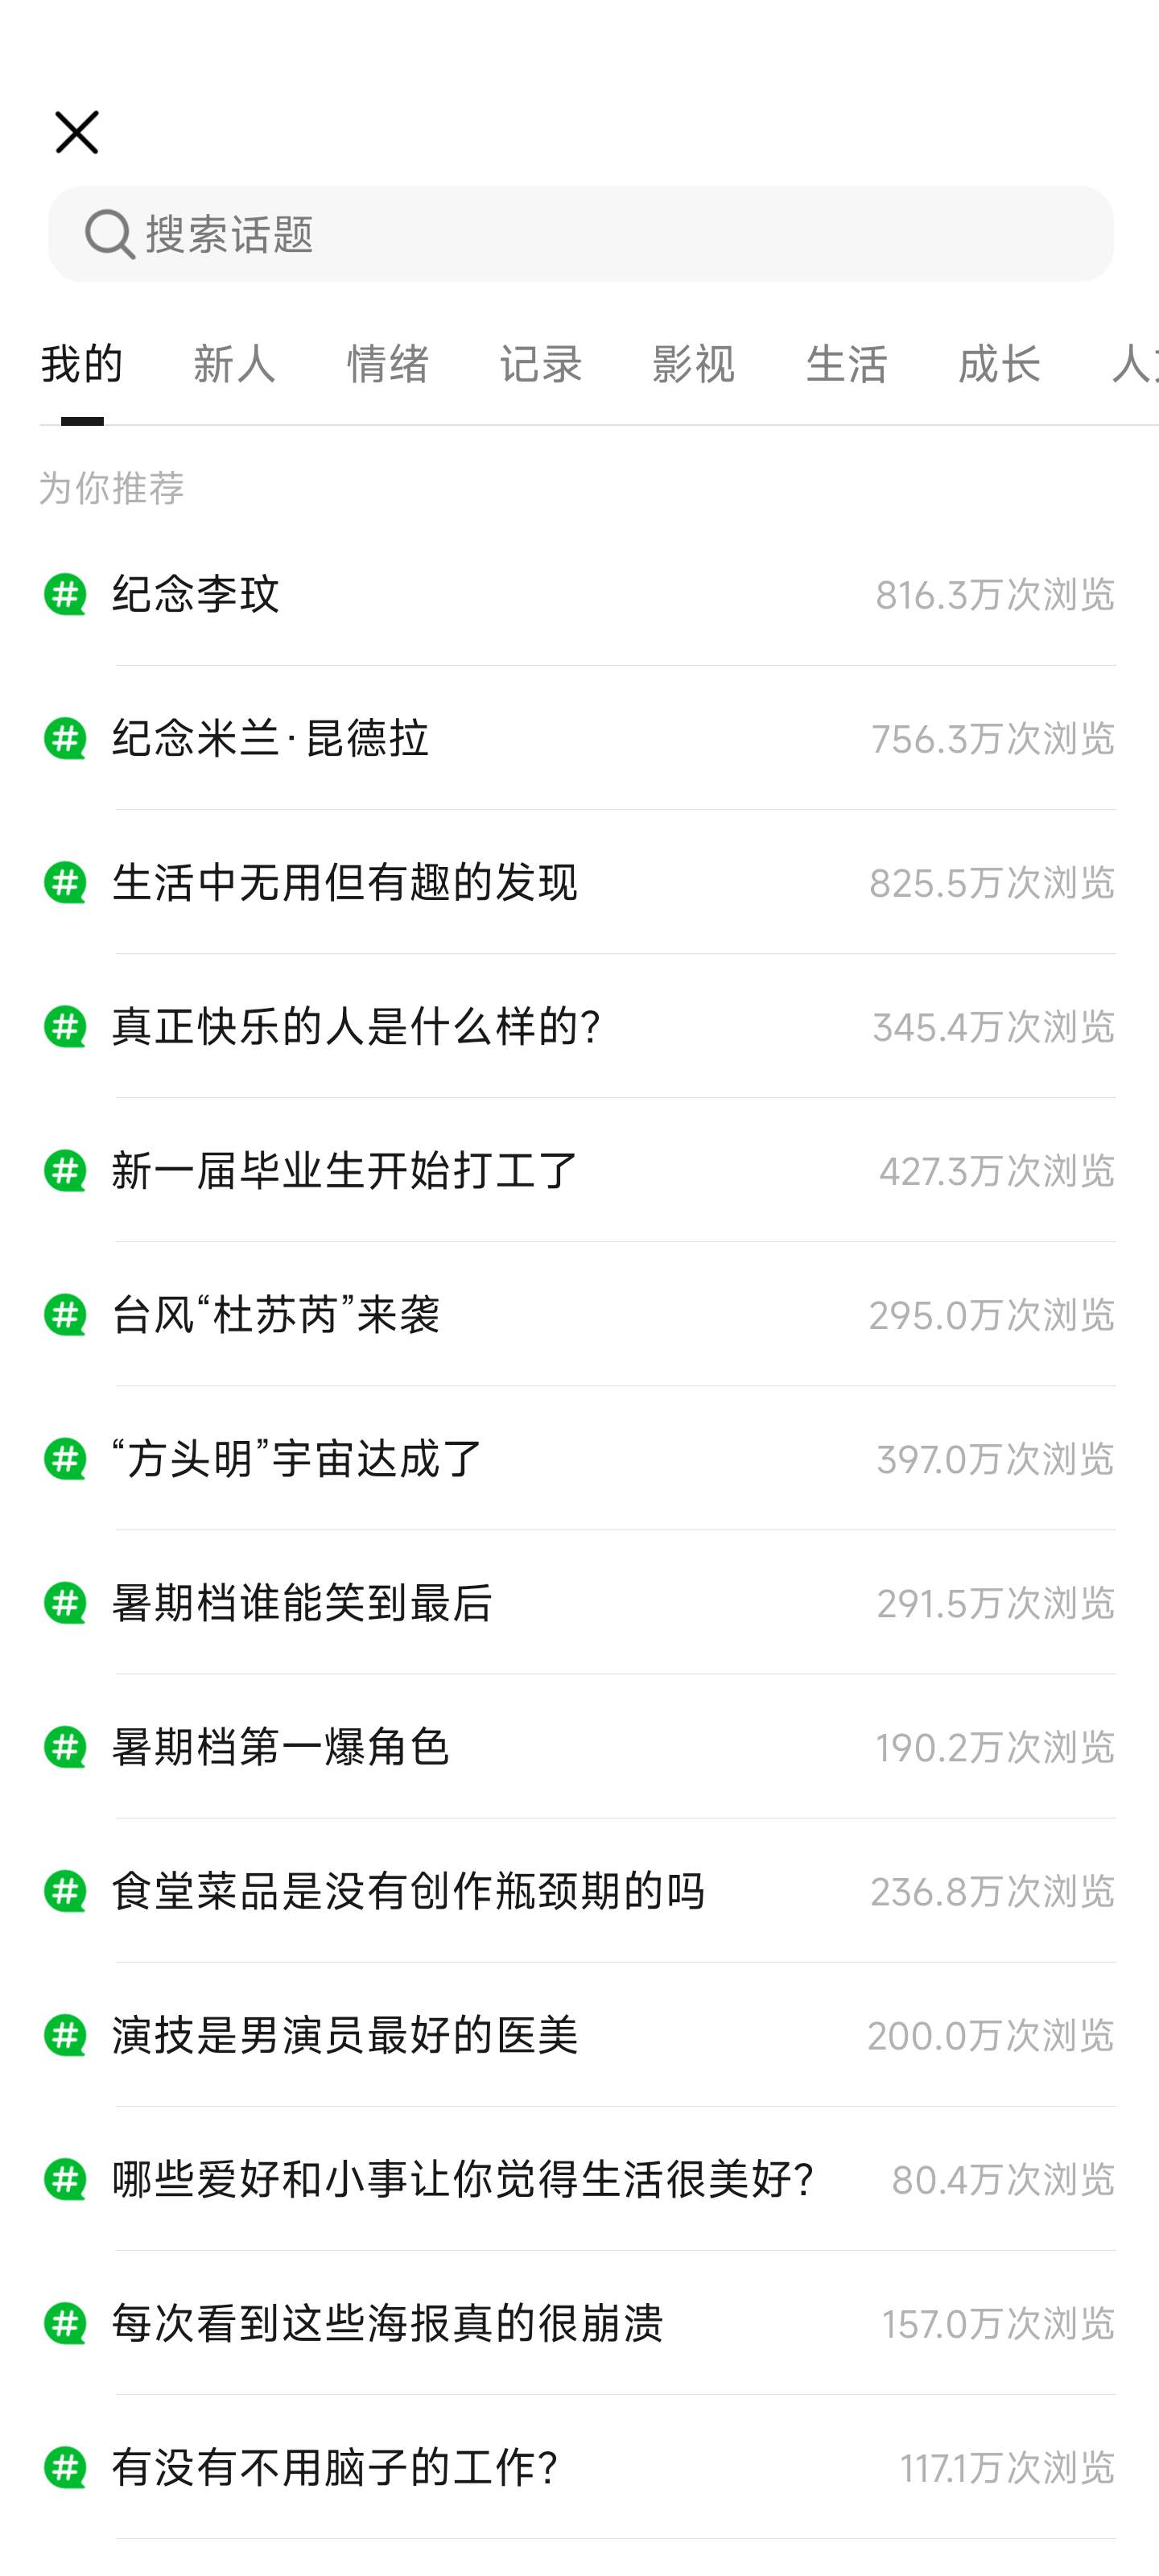 搜索话题
我的 新人 情绪 记录 影视 生活 成长 人
为你推荐
纪念李玟 816.3万次浏览
纪念米兰·昆德拉 756.3万次浏览
生活中无用但有趣的发现 825.5万次浏览
真正快乐的人是什么样的? 345.4万次浏览
新一届毕业生开始打工了 427.3万次浏览
台风“杜苏芮”来袭 295.0万次浏览
“方头明”宇宙达成了 397.0万次浏览
暑期档谁能笑到最后 291.5万次浏览
暑期档第一爆角色 190.2万次浏览
食堂菜品是没有创作瓶颈期的吗 236.8万次浏览
演技是男演员最好的医美 200.0万次浏览
哪些爱好和小事让你觉得生活很美好? 80.4万次浏览
每次看到这些海报真的很崩溃 157.0万次浏览
有没有不用脑子的工作? 117.1万次浏览